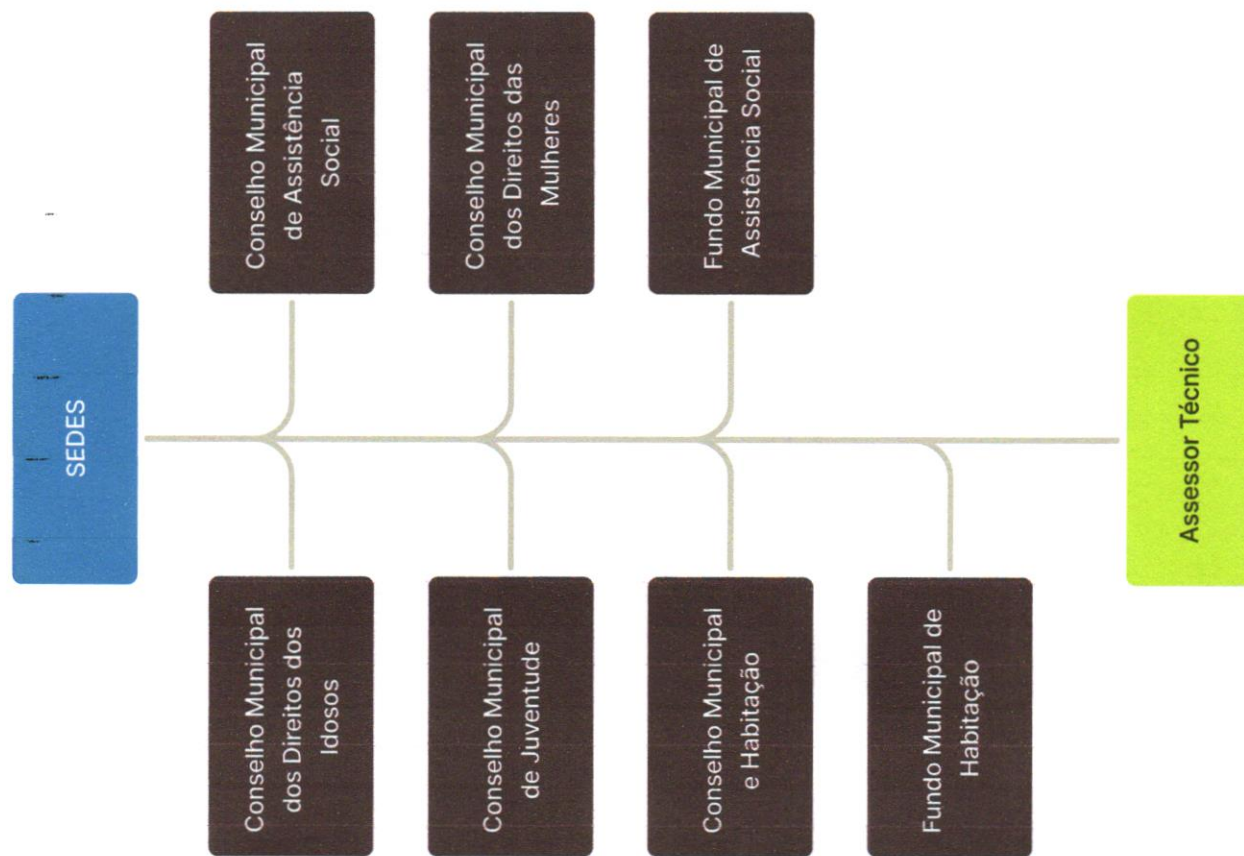 SEDES
Conselho Municipal
dos Direitos dos
Idosos
Conselho Municipal
de Assistência
Social
Conselho Municipal
de Juventude
Conselho Municipal
dos Direitos das
Mulheres
Conselho Municipal
e Habitação
Fundo Municipal de
Assistência Social
Fundo Municipal de
Habitação
Assessor Técnico